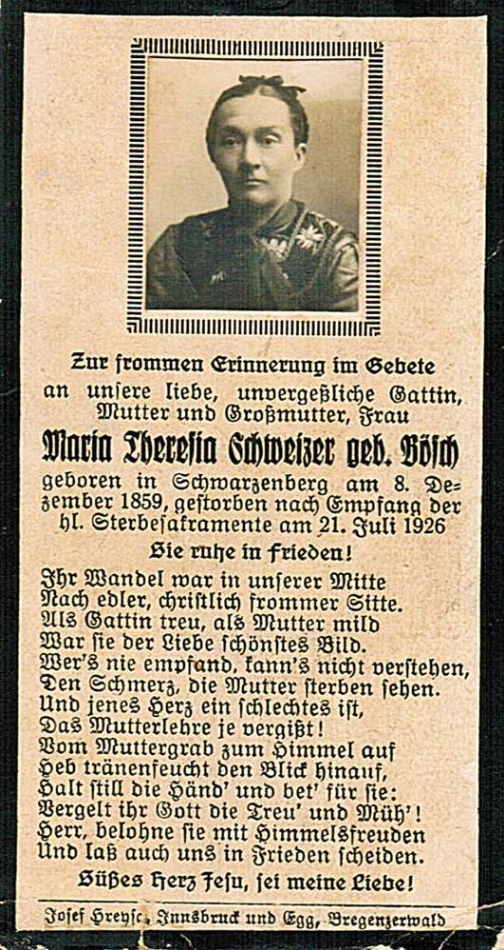 Zur frommen Erinnerung im Gebete
an unsere liebe, unvergeßliche Gattin,
Mutter und Großmutter, Frau
Maria Theresia Schweizer geb. Bösch
geboren in Schwarzenberg am 8. De=
zember 1859, gestorben nach Empfang der
hl. Sterbesakramente am 21. Juli 1926
Sie ruhe in Frieden!
Ihr Wandel war in unserer Mitte
Nach edler, christlich frommer Sitte.
Als Gattin treu, als Mutter mild
War sie der Liebe schönstes Bild.
Wer's nie empfand, kann's nicht verstehen,
Den Schmerz, die Mutter sterben sehen.
Und jenes Herz ein schlechtes ist,
Das Mutterlehre je vergißt!
Vom Muttergrab zum Himmel auf
Heb tränenfeucht den Blick hinauf,
Halt still die Händ' und bet' für sie:
Vergelt ihr Gott die Treu' und Müh'!
Herr, belohne sie mit Himmelsfreuden
Und laß auch uns in Frieden scheiden.
Süßes Herz Jesu, sei meine Liebe!
Josef Innsbruck und Egg, Bregenzerwald